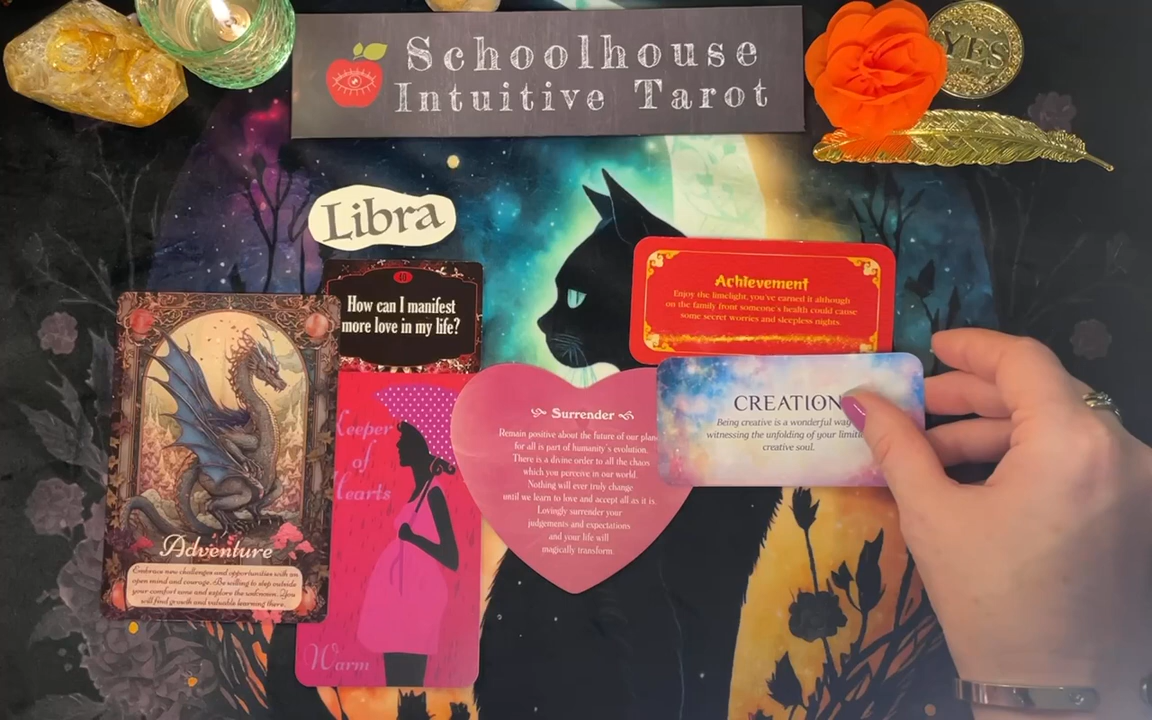 Schoolhouse
Intuitive Tarot
YES
Libra
40
How can I manifest
more love in my life?
Achievement
Enjoy the limelight, you've earned it although
on the family front someone's health could cause
some secret worries and sleepless nights.
CREATION
Being creative is a wonderful way
witnessing the unfolding of your
creative soul.
Surrender
Remain positive about the future of our
for all is part of humanity's evolution.
There is a divine order to all the chaos
which you perceive in our world.
Nothing will ever truly change
until we learn to love and accept all as it is.
Lovingly surrender your
judgements and expectations
and your life will
magically transform.
Keeper
of
Hearts
Warm
Adventure
Embrace new challenges and opportunities with an
open mind and courage. Be willing to step outside
your comfort zone and explore the unknown. You
will find growth and valuable learning there.